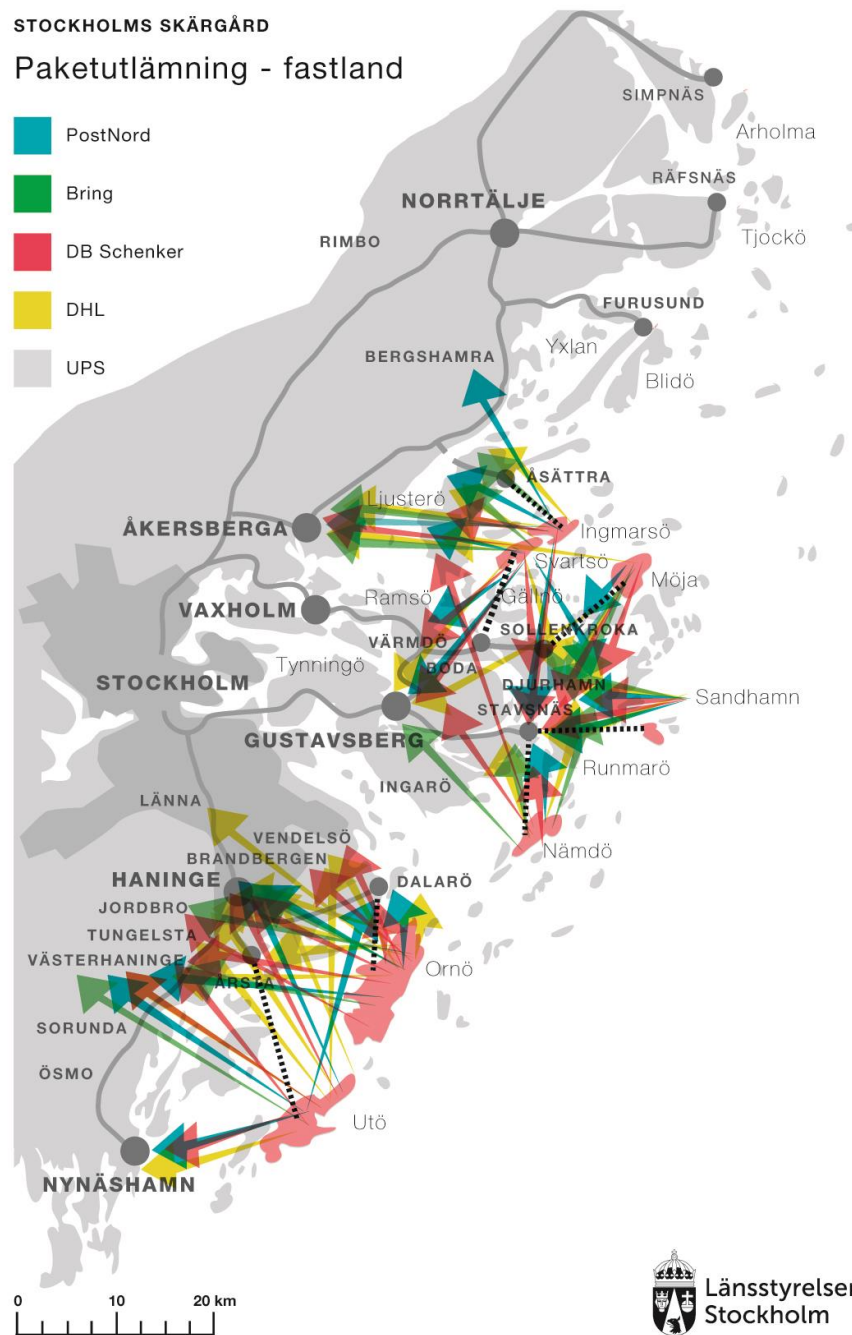 STOCKHOLMS SKÄRGÅRD
Paketutlämning - fastland
PostNord
Bring
DB Schenker
DHL
UPS
SIMPNÄS
Arholma
RÄFSNÄS
NORRTÄLJE
RIMBO
Tjockö
FURUSUND
Yxlan
BERGSHAMRA
Blidö
ÅSÄTTRA
Ljusterö
ÅKERSBERGA
Ingmarsö
Svartsö
Möja
Ramsö
Gällnö
VAXHOLM
SOLLENKROKA
VÄRMDÖ
Tynningö
BODA
STOCKHOLM
DJURHAMN
Sandhamn
STAVSNÄS
GUSTAVSBERG
Runmarö
INGARÖ
LÄNNA
VENDELSÖ
Nämdö
BRANDBERGEN
HANINGE
DALARÖ
JORDBRO
TUNGELSTA
VÄSTERHANINGE
Ornö
ÅRSTA
SORUNDA
ÖSMO
Utö
NYNÄSHAMN
0 10 20 km
Länsstyrelsen
Stockholm